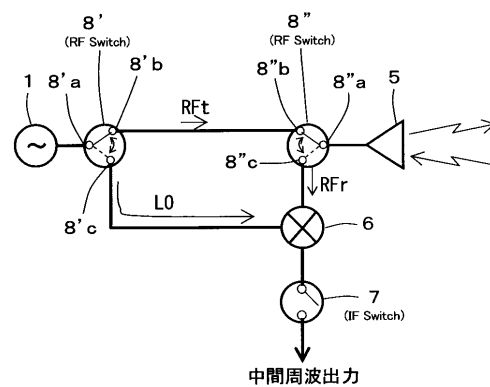 8'
(RF Switch)
8"
(RF Switch)
1
8'a
8'b
8"b
8"a
5
RFt
8"c
RFr
8'c
LO
6
7
(IF Switch)
中間周波出力